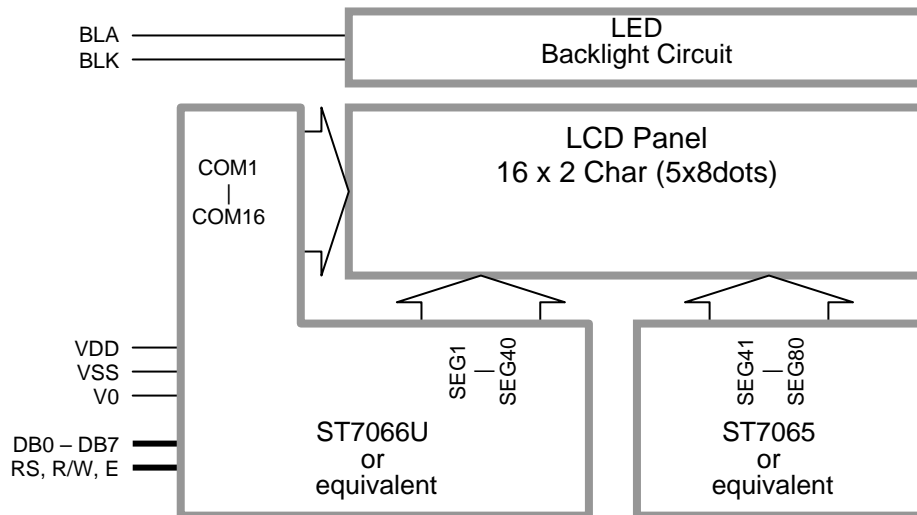 BLA
BLK
LED
Backlight Circuit
LCD Panel
16 x 2 Char (5x8dots)
COM1
|
COM16
VDD
VSS
V0
DB0 – DB7
RS, R/W, E
SEG1
—
SEG40
ST7066U
or
equivalent
SEG41
—
SEG80
ST7065
or
equivalent